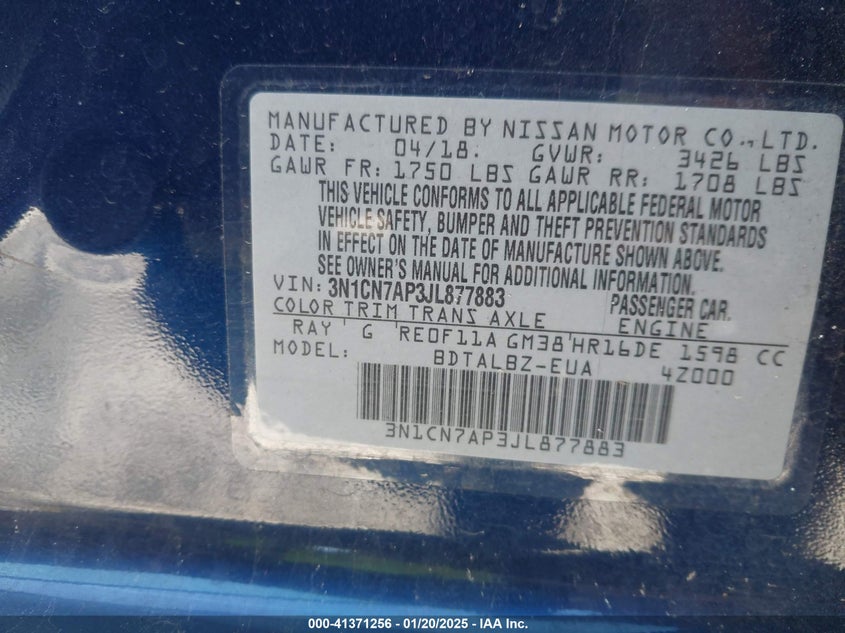 MANUFACTURED BY NISSAN MOTOR CO., LTD.
DATE: 04/18. GVWR: 3426 LBS
GAWR FR: 1750 LBS GAWR RR: 1708 LBS
THIS VEHICLE CONFORMS TO ALL APPLICABLE FEDERAL MOTOR
VEHICLE SAFETY, BUMPER AND THEFT PREVENTION STANDARDS
IN EFFECT ON THE DATE OF MANUFACTURE SHOWN ABOVE.
SEE OWNER'S MANUAL FOR ADDITIONAL INFORMATION.
VIN: 3N1CN7AP3JL877883 PASSENGER CAR.
COLOR TRIM TRANS AXLE ENGINE
RAY G RE0F11A GM38 HR16DE 1598 CC
MODEL: BDTALBZ-EUA 4Z000
3N1CN7AP3JL877883
000-41371256 - 01/20/2025 - IAA Inc.